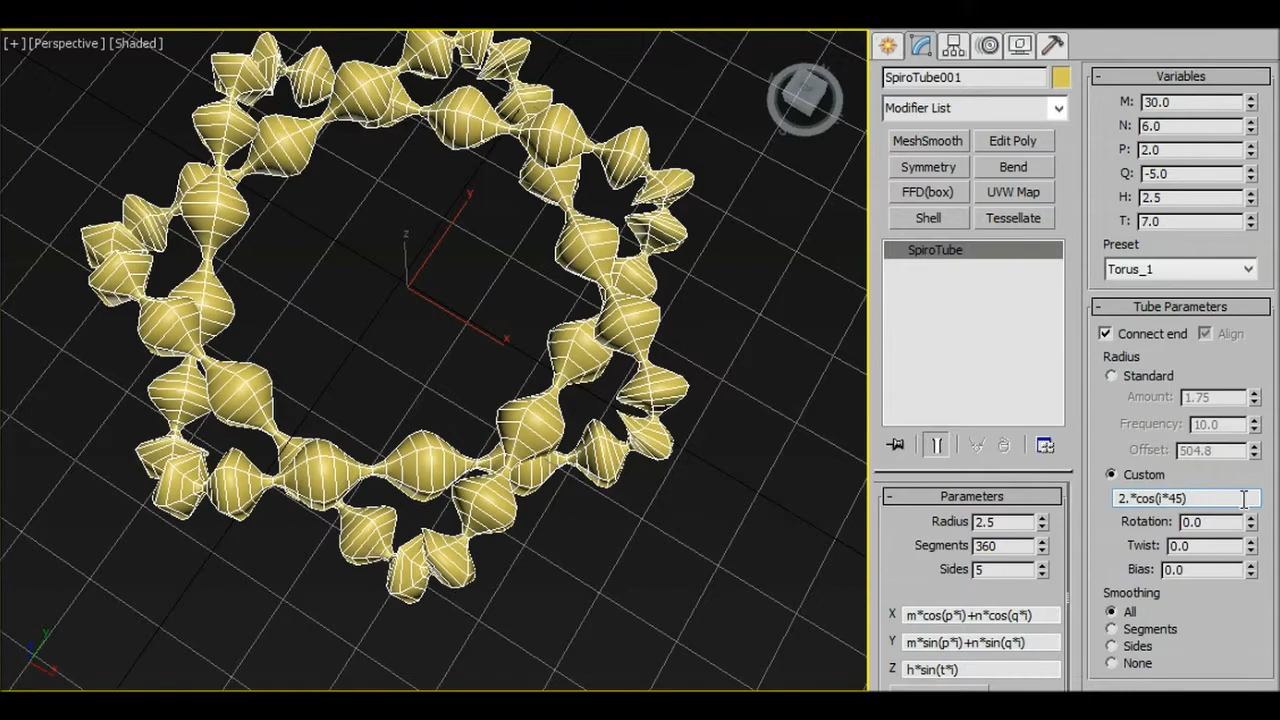 [+] [Perspective] [Shaded]
z
y
x
y
x
SpiroTube001
Modifier List
MeshSmooth
Edit Poly
Symmetry
Bend
FFD(box)
UVW Map
Shell
Tessellate
SpiroTube
- Parameters
Radius 2.5
Segments 360
Sides 5
X m*cos(p*i)+n*cos(q*i)
Y m*sin(p*i)+n*sin(q*i)
Z h*sin(t*i)
- Variables
M: 30.0
N: 6.0
P: 2.0
Q: -5.0
H: 2.5
T: 7.0
Preset
Torus_1
- Tube Parameters
Connect end Align
Radius
Standard
Amount: 1.75
Frequency: 10.0
Offset: 504.8
Custom
2.*cos(i*45)
Rotation: 0.0
Twist: 0.0
Bias: 0.0
Smoothing
All
Segments
Sides
None